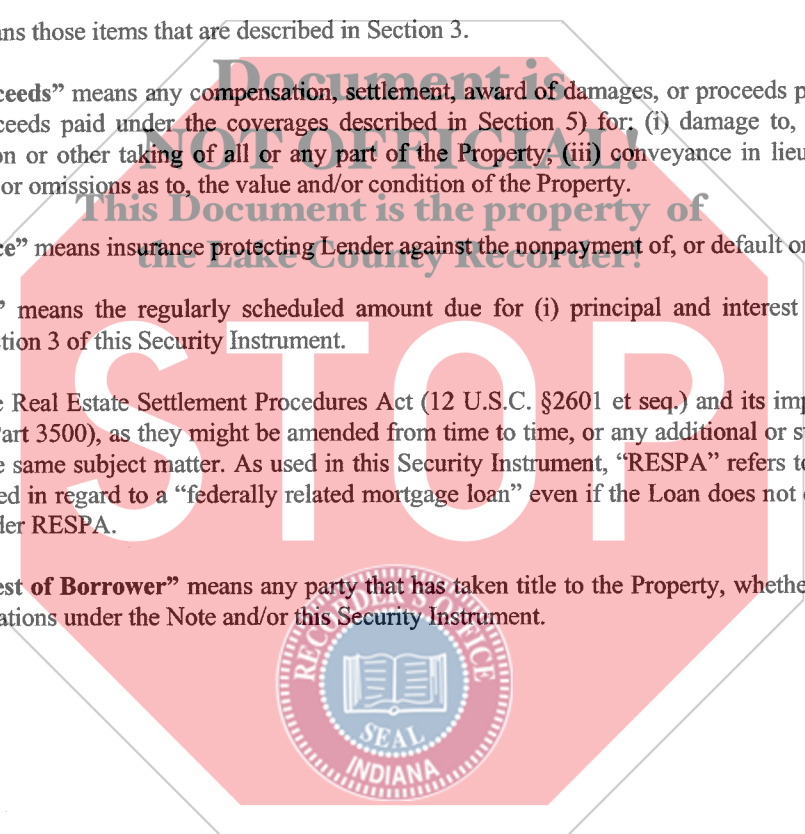 ans those items that are described in Section 3.
Document is
ceeds” means any compensation, settlement, award of damages, or proceeds p
ceeds paid under the coverages described in Section 5) for: (i) damage to,
NOT OFFICIAL!
on or other taking of all or any part of the Property; (iii) conveyance in lieu
or omissions as to, the value and/or condition of the Property.
This Document is the property of
ce” means insurance protecting Lender against the nonpayment of, or default on
the Lake County Recorder!
” means the regularly scheduled amount due for (i) principal and interest
tion 3 of this Security Instrument.
STOP
e Real Estate Settlement Procedures Act (12 U.S.C. §2601 et seq.) and its imp
art 3500), as they might be amended from time to time, or any additional or s
e same subject matter. As used in this Security Instrument, “RESPA” refers to
ed in regard to a “federally related mortgage loan” even if the Loan does not
der RESPA.
est of Borrower” means any party that has taken title to the Property, whethe
ations under the Note and/or this Security Instrument.
RECORDER'S OFFICE
SEAL
INDIANA